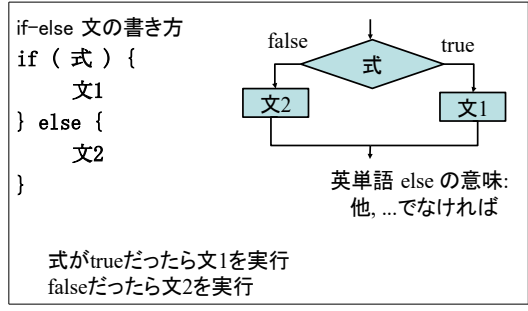 if-else 文の書き方
if ( 式 ) {
文1
} else {
文2
}
false
true
式
文2
文1
英単語 else の意味:
他, ...でなければ
式がtrueだったら文1を実行
falseだったら文2を実行